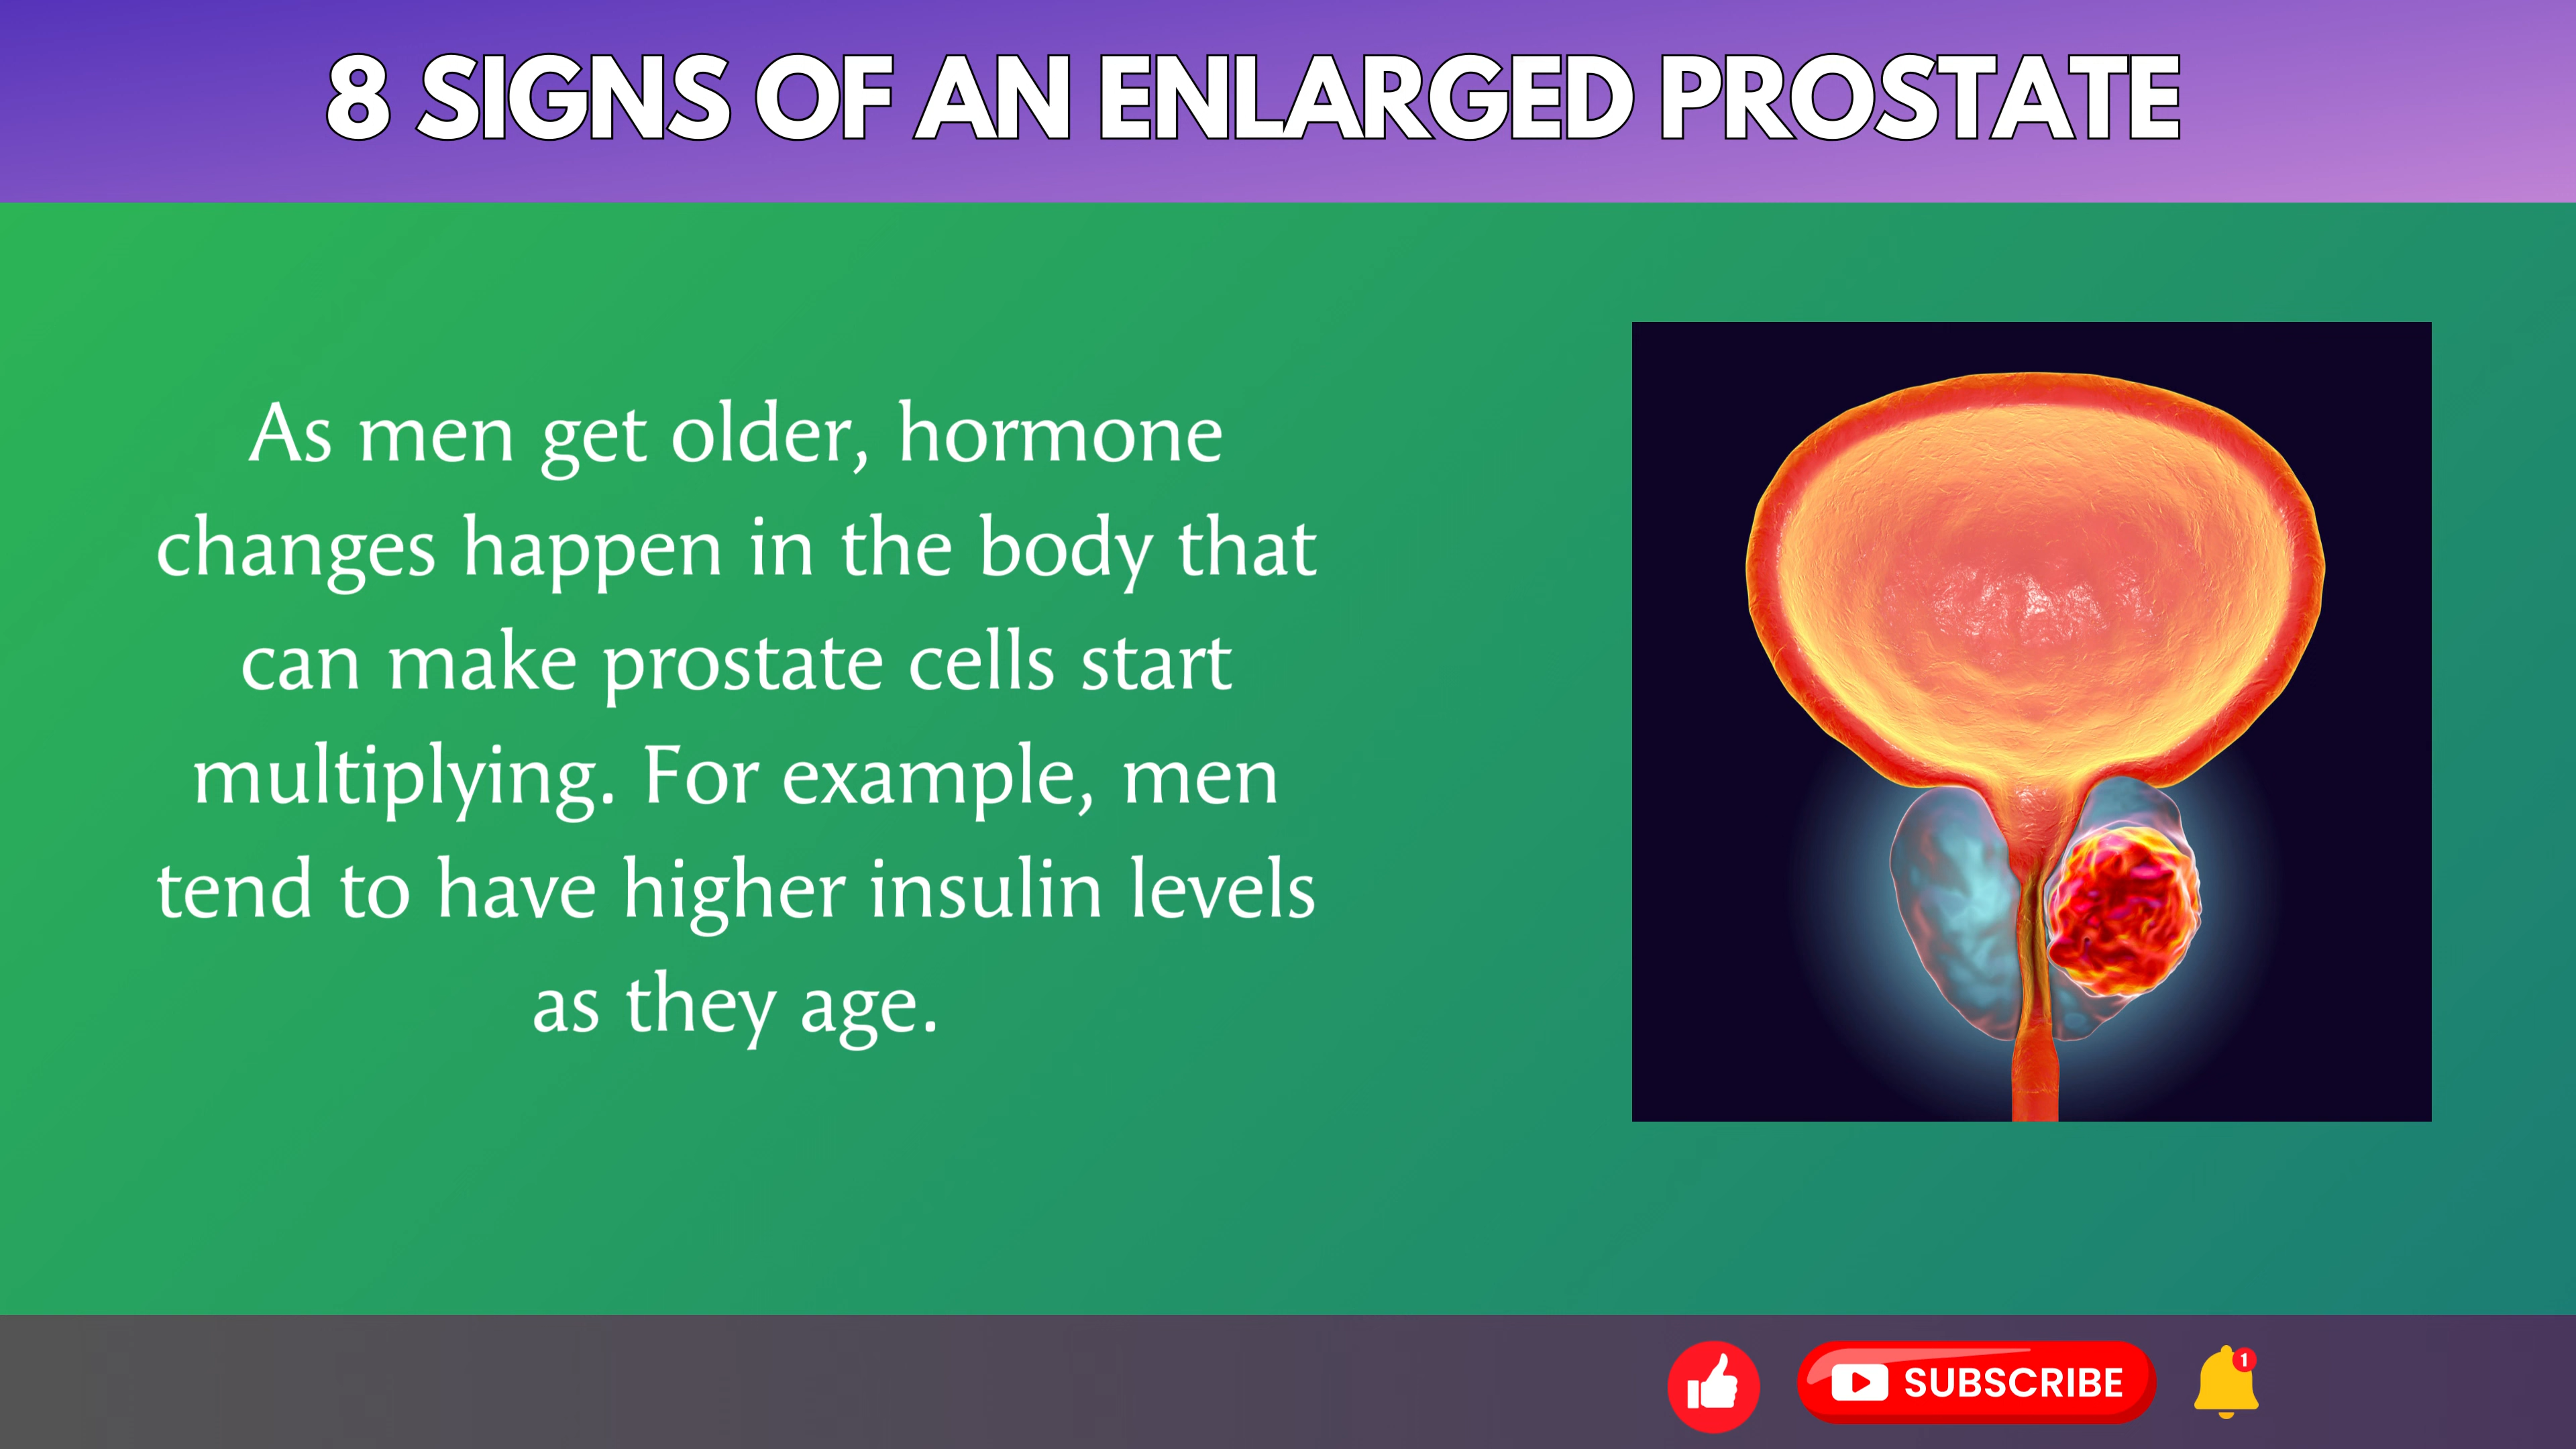 8 SIGNS OF AN ENLARGED PROSTATE
As men get older, hormone
changes happen in the body that
can make prostate cells start
multiplying. For example, men
tend to have higher insulin levels
as they age.
SUBSCRIBE
1